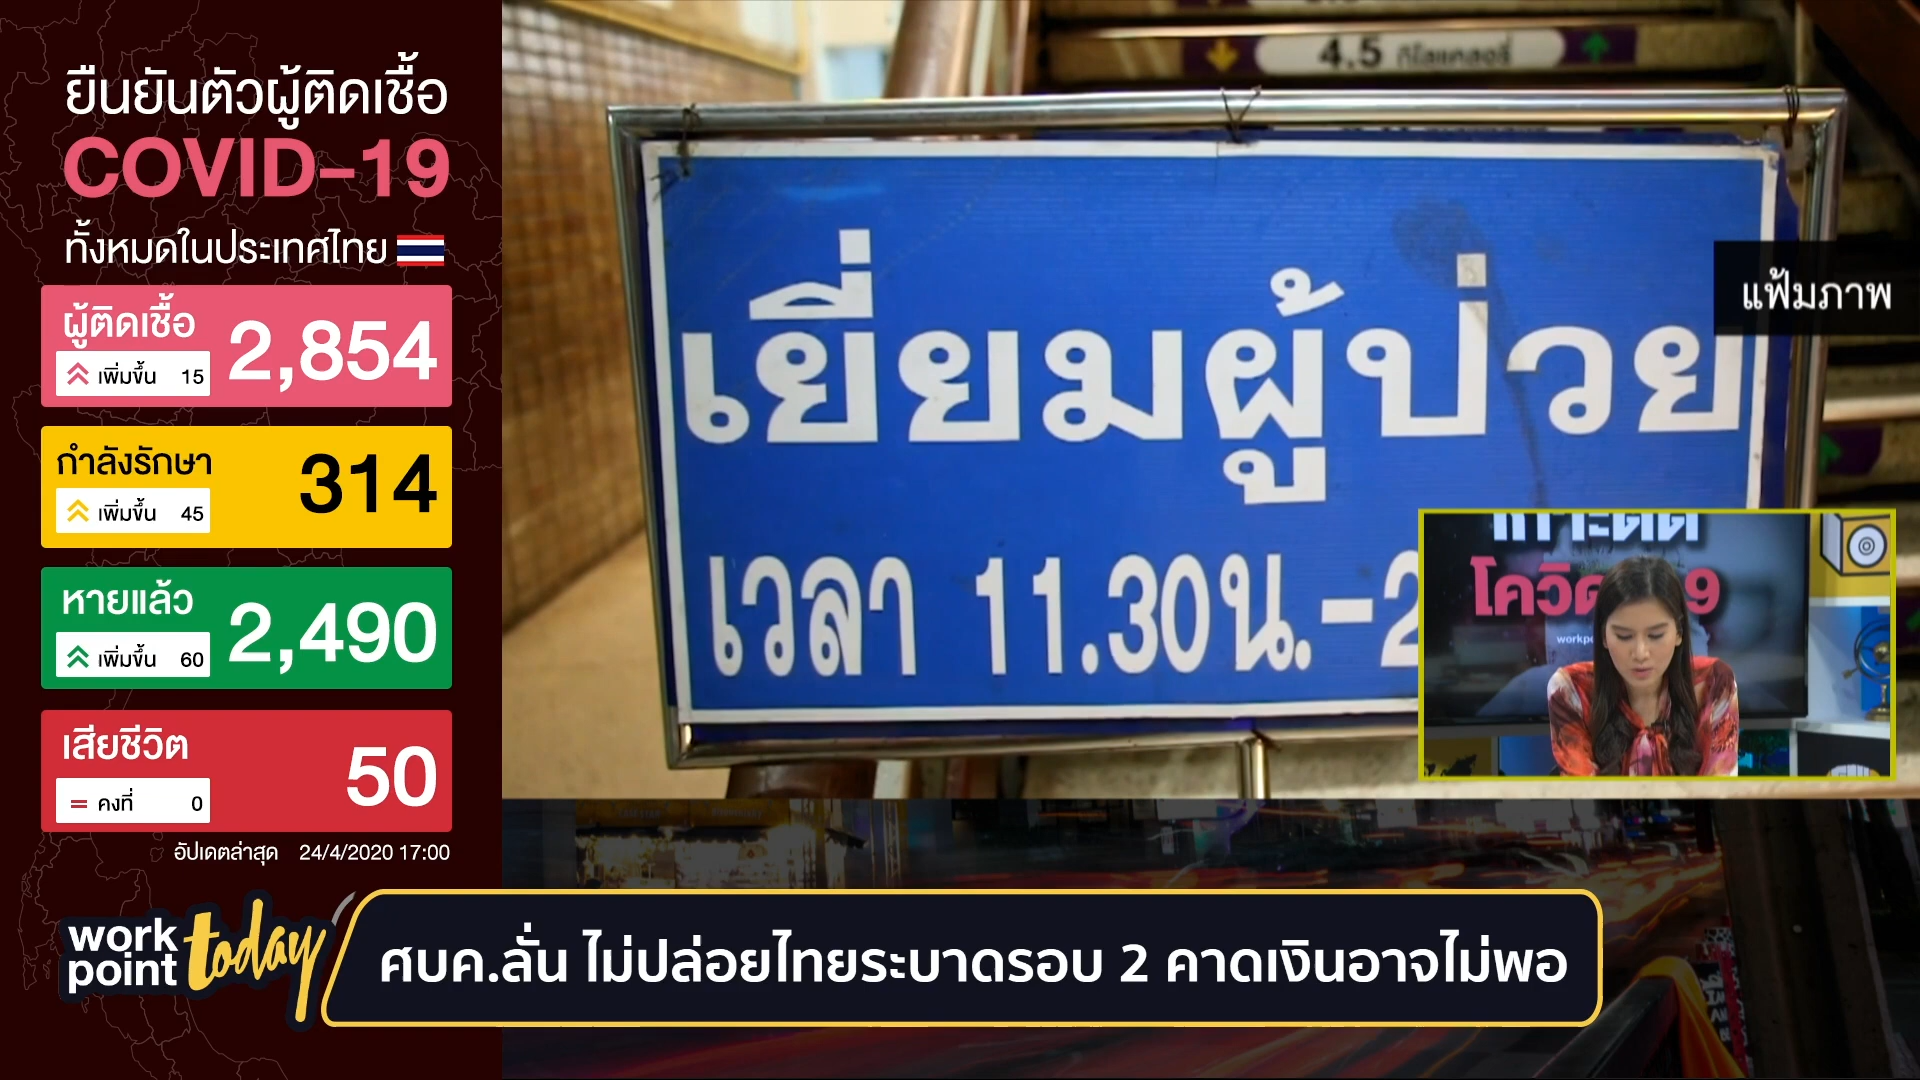 ยืนยันตัวผู้ติดเชื้อ
COVID-19
ทั้งหมดในประเทศไทย
ผู้ติดเชื้อ
เพิ่มขึ้น 15
2,854
กำลังรักษา
เพิ่มขึ้น 45
314
หายแล้ว
เพิ่มขึ้น 60
2,490
เสียชีวิต
คงที่ 0
50
อัปเดตล่าสุด 24/4/2020 17:00
4.5 กิโลแคลอรี่
แฟ้มภาพ
เยี่ยมผู้ป่วย
เวลา 11.30น.-2
workpoint today
ศบค.ลั่น ไม่ปล่อยไทยระบาดรอบ 2 คาดเงินอาจไม่พอ